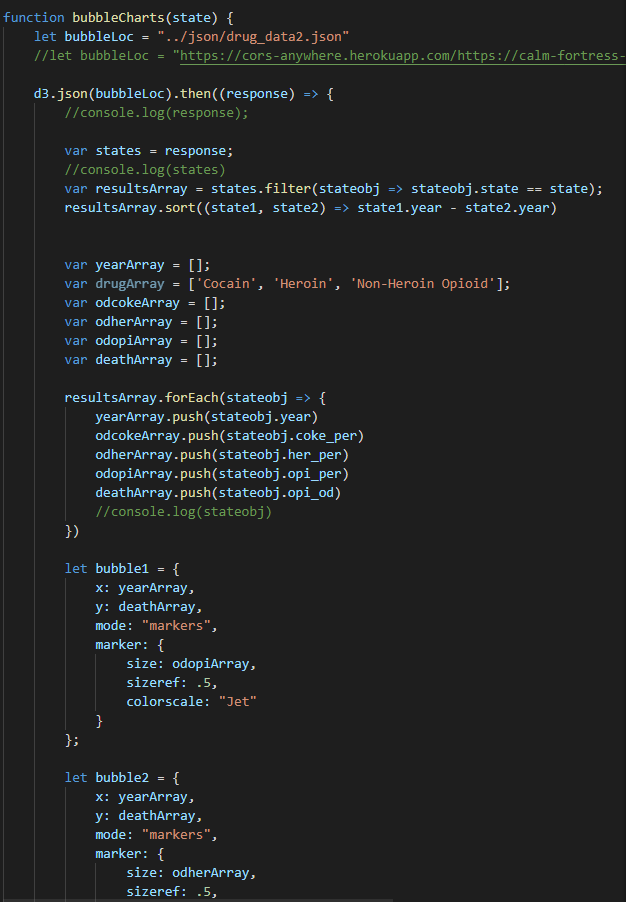 function bubbleCharts(state) {
let bubbleLoc = "../json/drug_data2.json"
//let bubbleLoc = "https://cors-anywhere.herokuapp.com/https://calm-fortress-
d3.json(bubbleLoc).then((response) => {
//console.log(response);
var states = response;
//console.log(states)
var resultsArray = states.filter(stateobj => stateobj.state == state);
resultsArray.sort((state1, state2) => state1.year - state2.year)
var yearArray = [];
var drugArray = ['Cocain', 'Heroin', 'Non-Heroin Opioid'];
var odcokeArray = [];
var odherArray = [];
var odopiArray = [];
var deathArray = [];
resultsArray.forEach(stateobj => {
yearArray.push(stateobj.year)
odcokeArray.push(stateobj.coke_per)
odherArray.push(stateobj.her_per)
odopiArray.push(stateobj.opi_per)
deathArray.push(stateobj.opi_od)
//console.log(stateobj)
})
let bubble1 = {
x: yearArray,
y: deathArray,
mode: "markers",
marker: {
size: odopiArray,
sizeref: .5,
colorscale: "Jet"
}
};
let bubble2 = {
x: yearArray,
y: deathArray,
mode: "markers",
marker: {
size: odherArray,
sizeref: .5,